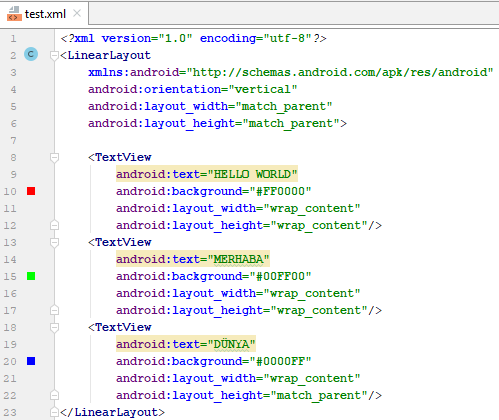 test.xml
1 <?xml version="1.0" encoding="utf-8"?>
2 C <LinearLayout
3 xmlns:android="http://schemas.android.com/apk/res/android"
4 android:orientation="vertical"
5 android:layout_width="match_parent"
6 android:layout_height="match_parent">
7
8 <TextView
9 android:text="HELLO WORLD"
10 android:background="#FF0000"
11 android:layout_width="wrap_content"
12 android:layout_height="wrap_content"/>
13 <TextView
14 android:text="MERHABA"
15 android:background="#00FF00"
16 android:layout_width="wrap_content"
17 android:layout_height="wrap_content"/>
18 <TextView
19 android:text="DÜNYA"
20 android:background="#0000FF"
21 android:layout_width="wrap_content"
22 android:layout_height="match_parent"/>
23 </LinearLayout>